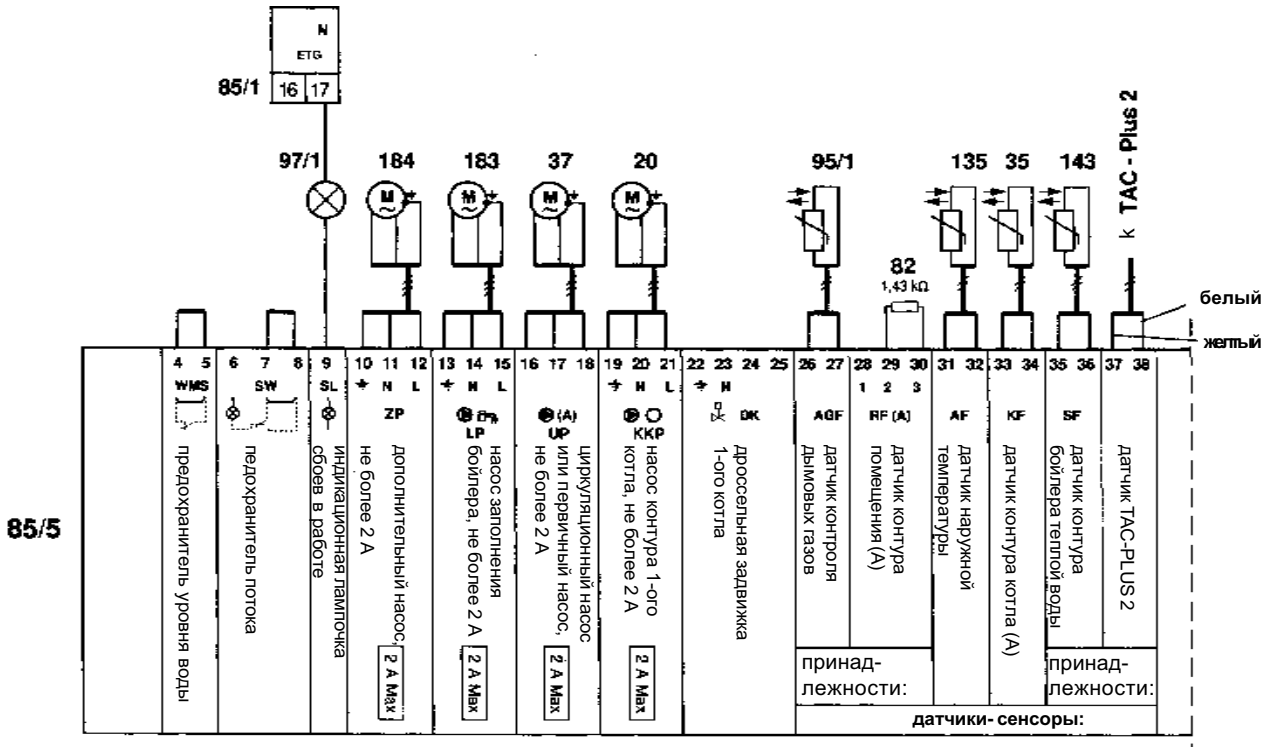 N
ETG
85/1 16 17
97/1 184 183 37 20 95/1 135 35 143
k TAC - Plus 2
M M M M
82
1,43 kΩ
белый
желтый
4 5 6 7 8 9 10 11 12 13 14 15 16 17 18 19 20 21 22 23 24 25 26 27 28 29 30 31 32 33 34 35 36 37 38
WMS SW SL N L N L N L N 1 2 3
ZP (A) DK AGF RF (A) AF KF SF
LP UP KKP
85/5
предохранитель уровня воды
педохранитель потока
индикационная лампочка
сбоев в работе
дополнительный насос,
не более 2 А
2 A Max
насос заполнения
бойлера, не более 2 А
2 A Max
циркуляционный насос
или первичный насос,
не более 2 А
2 A Max
насос контура 1-ого
котла, не более 2 А
2 A Max
дроссельная задвижка
1-ого котла
датчик контроля
дымовых газов
датчик контура
помещения (А)
датчик наружной
температуры
датчик контура котла (А)
датчик контура
бойлера теплой воды
датчик TAC-PLUS 2
принад-
лежности:
принад-
лежности:
датчики- сенсоры: